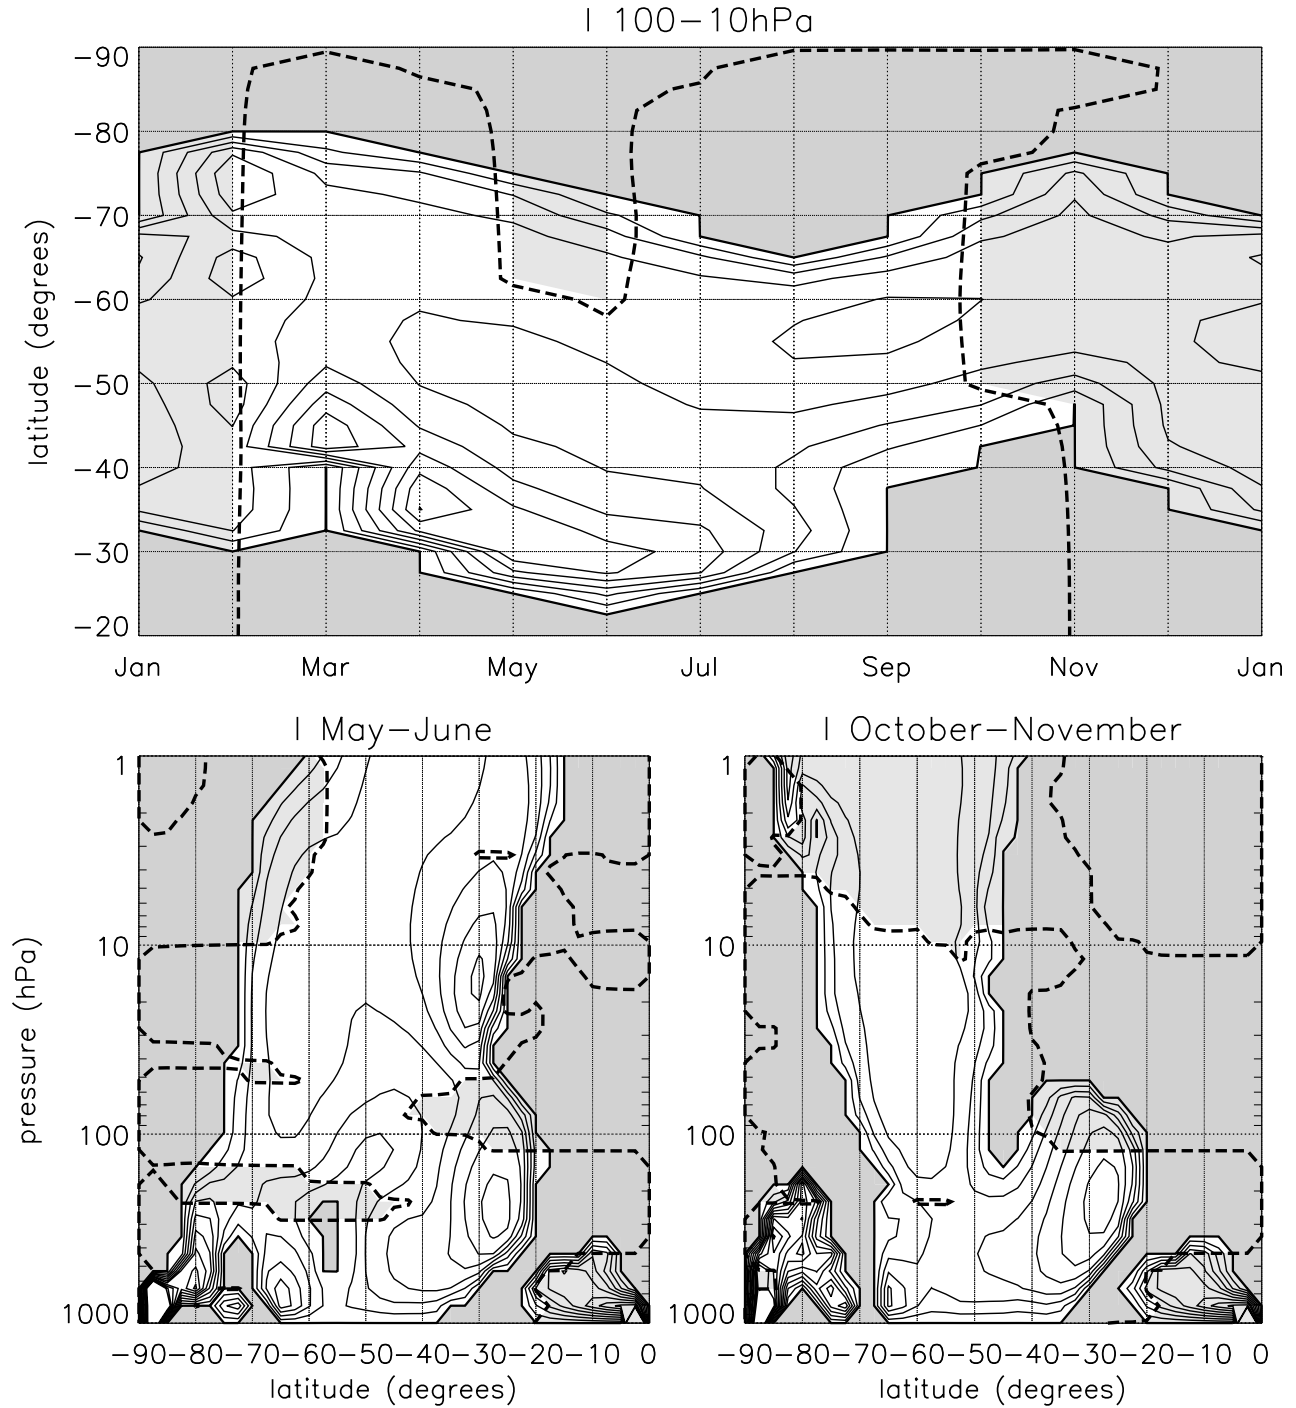 I 100−10hPa
latitude (degrees)
−90
−80
−70
−60
−50
−40
−30
−20
Jan Mar May Jul Sep Nov Jan
I May−June
I October−November
pressure (hPa)
1
10
100
1000
1
10
100
1000
−90−80−70−60−50−40−30−20−10 0
−90−80−70−60−50−40−30−20−10 0
latitude (degrees)
latitude (degrees)